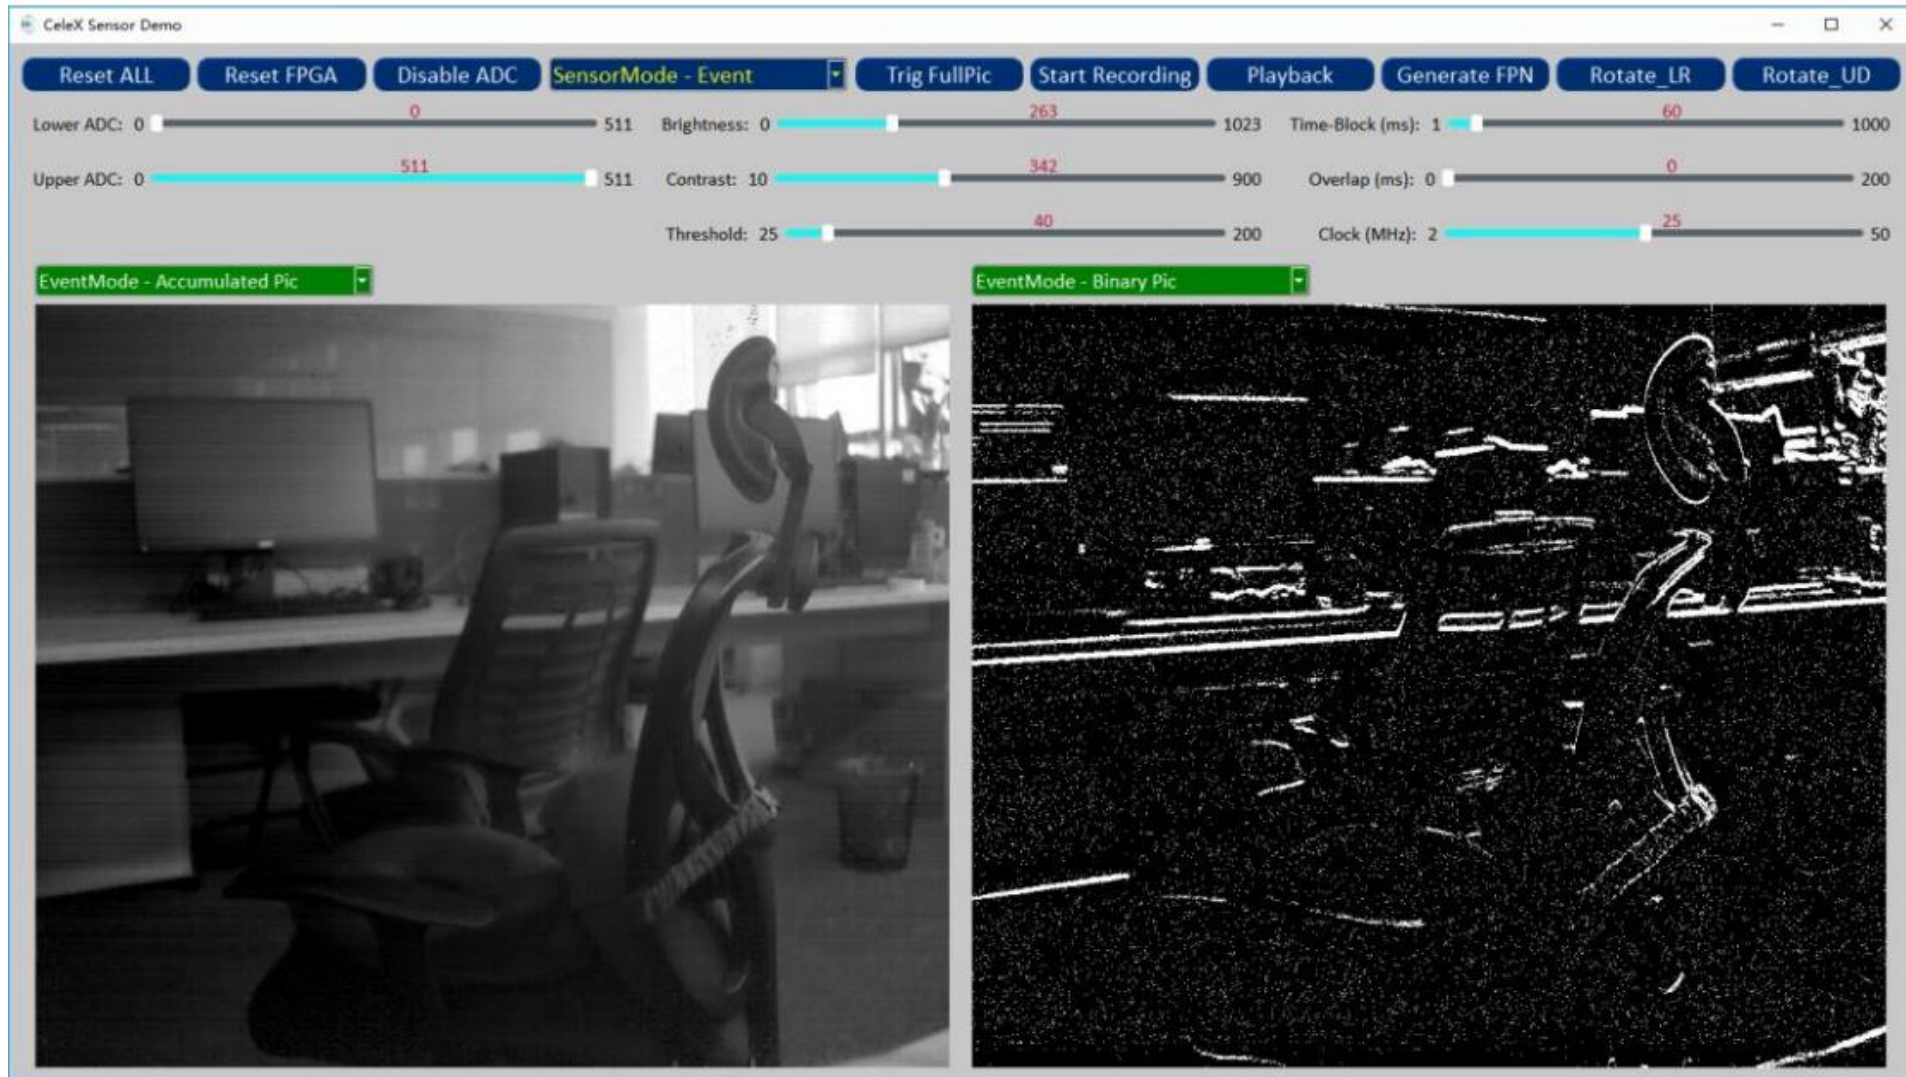 CeleX Sensor Demo
Reset ALL Reset FPGA Disable ADC SensorMode - Event Trig FullPic Start Recording Playback Generate FPN Rotate_LR Rotate_UD
Lower ADC: 0 0 511 Brightness: 0 263 1023 Time-Block (ms): 1 60 1000
Upper ADC: 0 511 511 Contrast: 10 342 900 Overlap (ms): 0 0 200
Threshold: 25 40 200 Clock (MHz): 2 25 50
EventMode - Accumulated Pic EventMode - Binary Pic